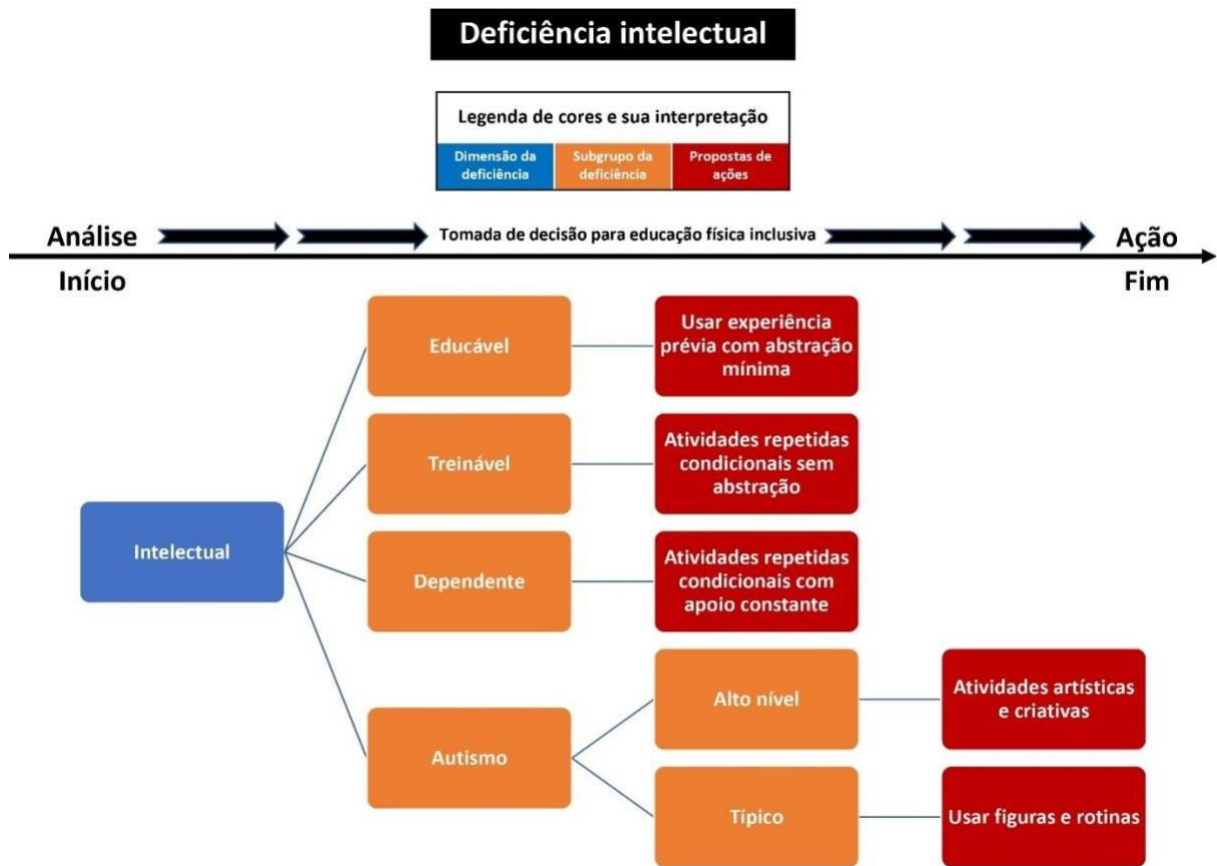 Deficiência intelectual
Legenda de cores e sua interpretação
Dimensão da
deficiência
Subgrupo da
deficiência
Propostas de
ações
Análise
Tomada de decisão para educação física inclusiva
Ação
Início
Fim
Educável
Usar experiência
prévia com abstração
mínima
Treinável
Atividades repetidas
condicionais sem
abstração
Intelectual
Dependente
Atividades repetidas
condicionais com
apoio constante
Autismo
Alto nível
Atividades artísticas
e criativas
Típico
Usar figuras e rotinas